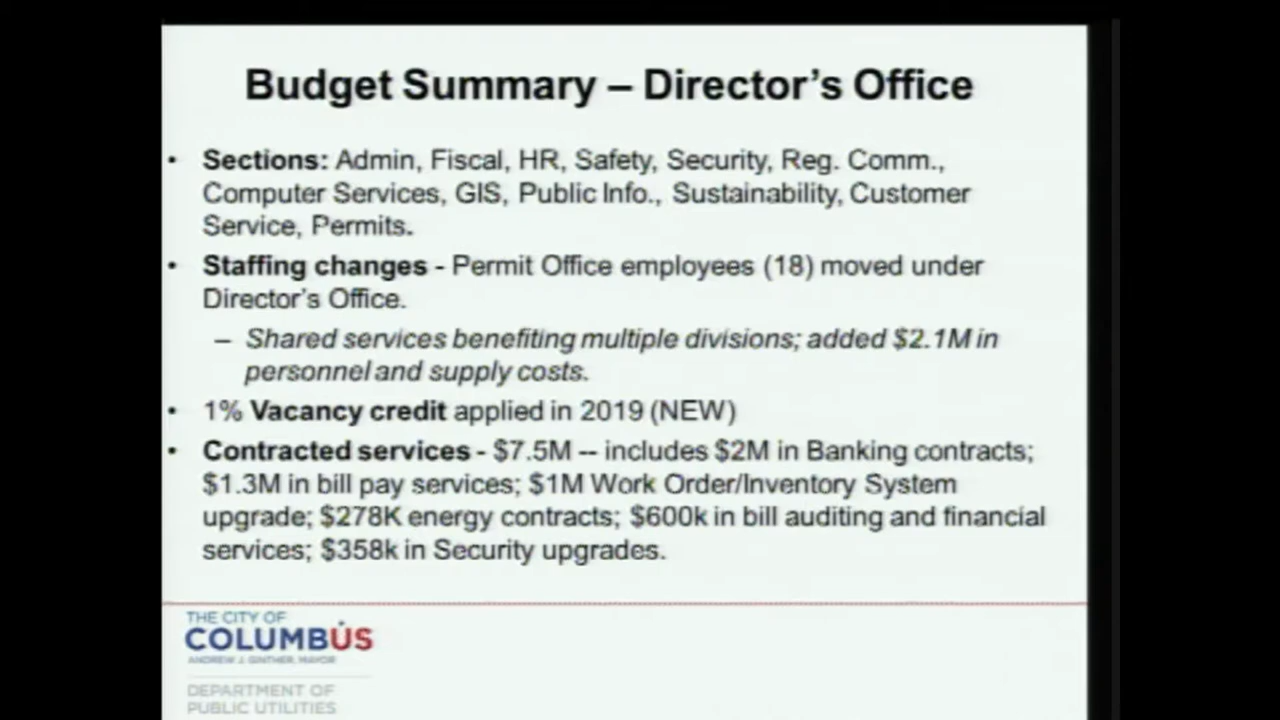 Budget Summary – Director's Office
• Sections: Admin, Fiscal, HR, Safety, Security, Reg. Comm.,
Computer Services, GIS, Public Info., Sustainability, Customer
Service, Permits.
• Staffing changes - Permit Office employees (18) moved under
Director's Office.
– Shared services benefiting multiple divisions; added $2.1M in
personnel and supply costs.
• 1% Vacancy credit applied in 2019 (NEW)
• Contracted services - $7.5M -- includes $2M in Banking contracts;
$1.3M in bill pay services; $1M Work Order/Inventory System
upgrade; $278K energy contracts; $600k in bill auditing and financial
services; $358k in Security upgrades.
THE CITY OF
COLUMBUS
ANDREW J. GINTHER, MAYOR
DEPARTMENT OF
PUBLIC UTILITIES